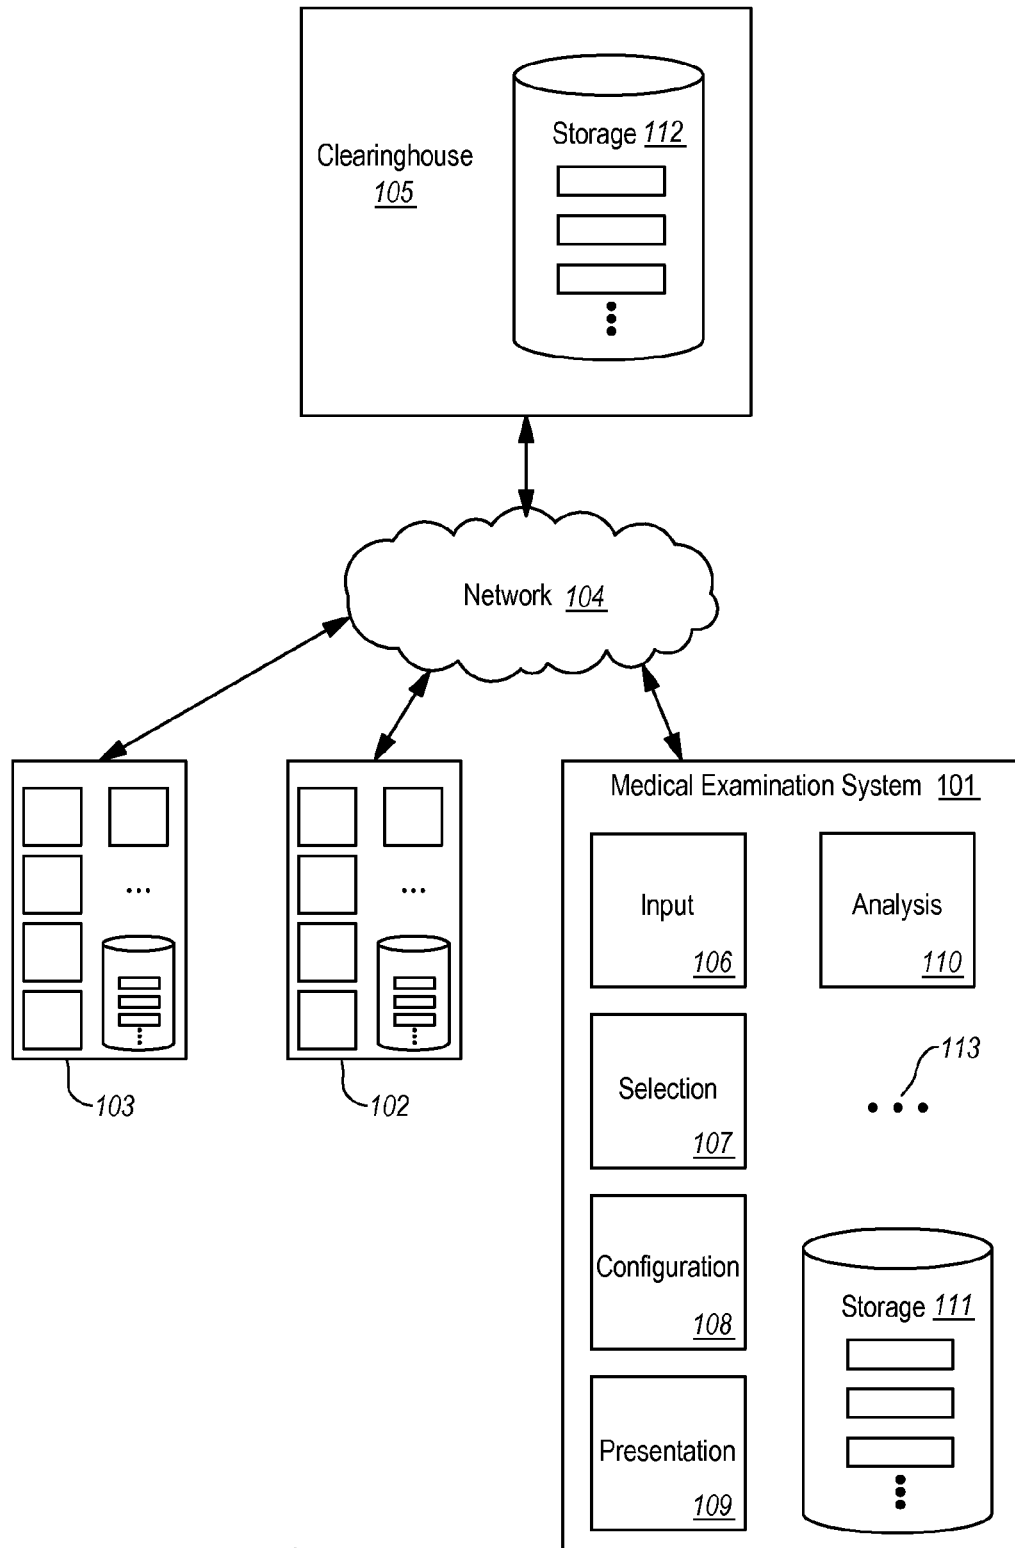 Clearinghouse
105
Storage 112
Network 104
Medical Examination System 101
Input
106
Analysis
110
Selection
107
113
103
102
Configuration
108
Storage 111
Presentation
109